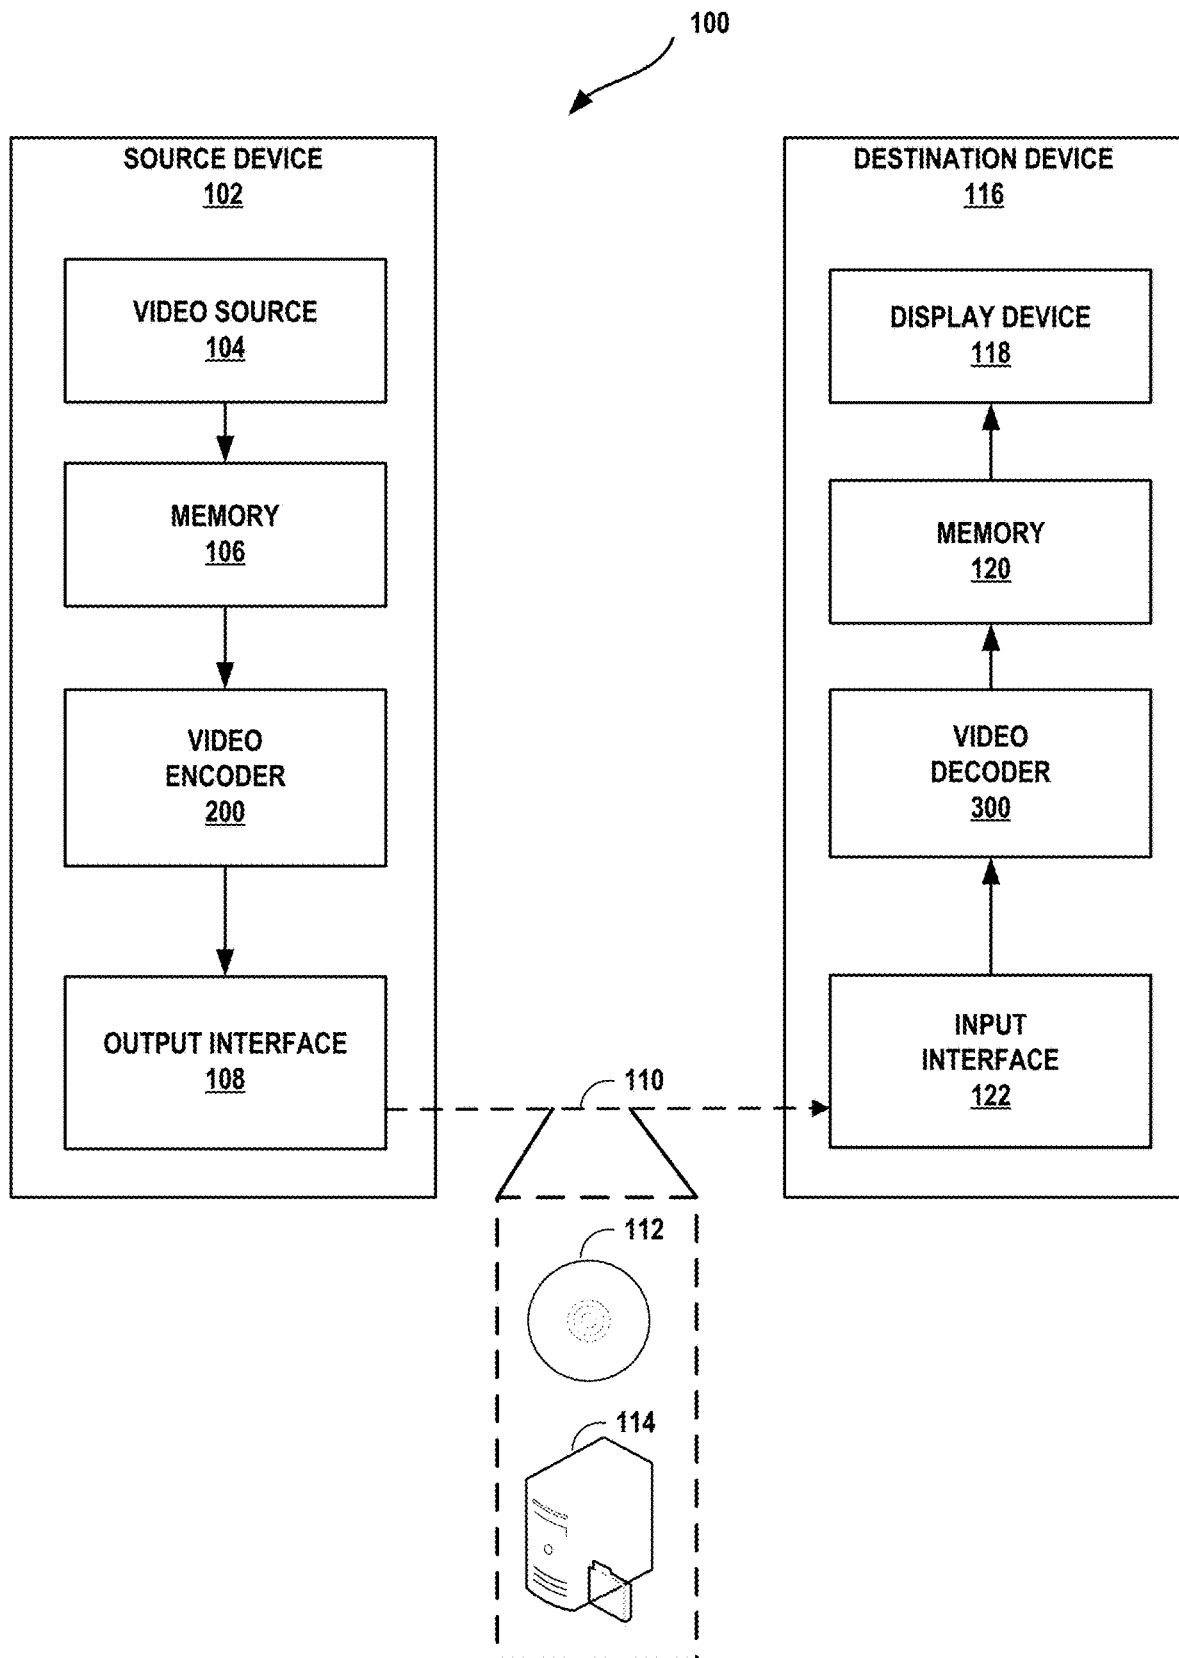 100
SOURCE DEVICE
102
VIDEO SOURCE
104
MEMORY
106
VIDEO
ENCODER
200
OUTPUT INTERFACE
108
110
112
114
DESTINATION DEVICE
116
DISPLAY DEVICE
118
MEMORY
120
VIDEO
DECODER
300
INPUT
INTERFACE
122